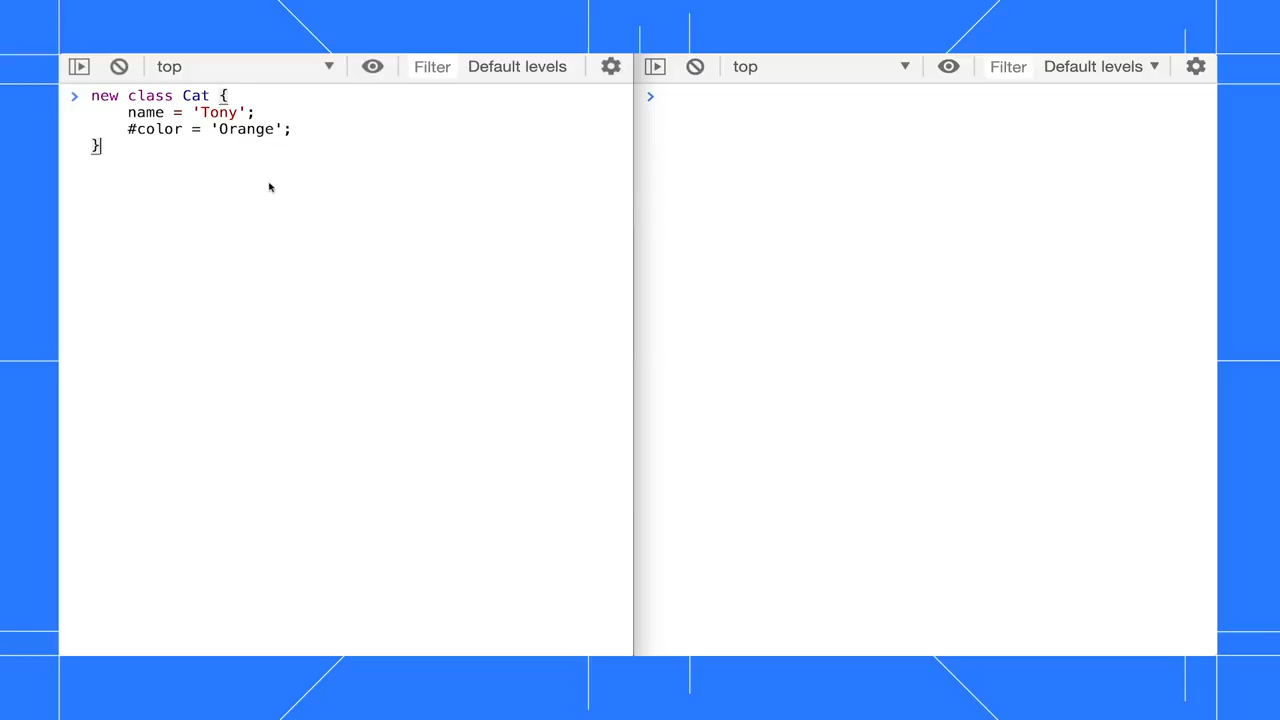 top Filter Default levels
> new class Cat {
name = 'Tony';
#color = 'Orange';
}
top Filter Default levels
>